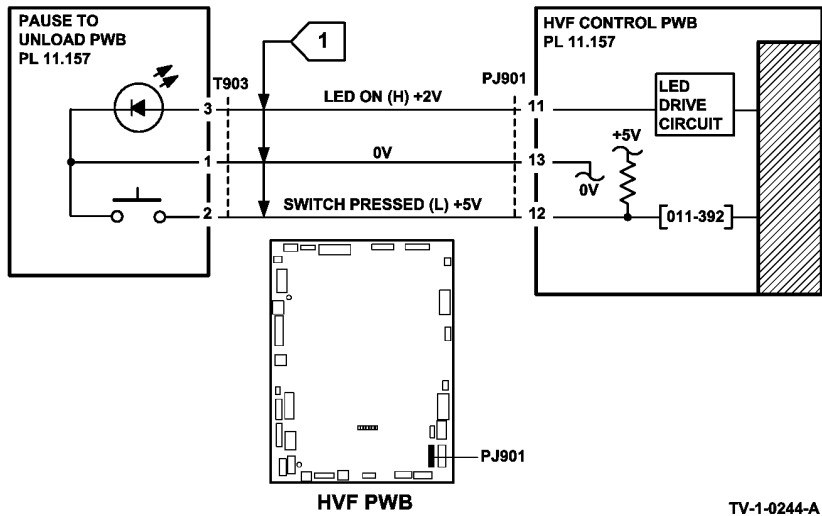 PAUSE TO
UNLOAD PWB
PL 11.157
1
HVF CONTROL PWB
PL 11.157
T903
PJ901
LED
DRIVE
CIRCUIT
3
LED ON (H) +2V
11
+5V
1
0V
13
0V
2
SWITCH PRESSED (L) +5V
12
011-392
PJ901
HVF PWB
TV-1-0244-A